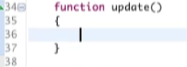 34 function update()
35 {
36
37 }
38